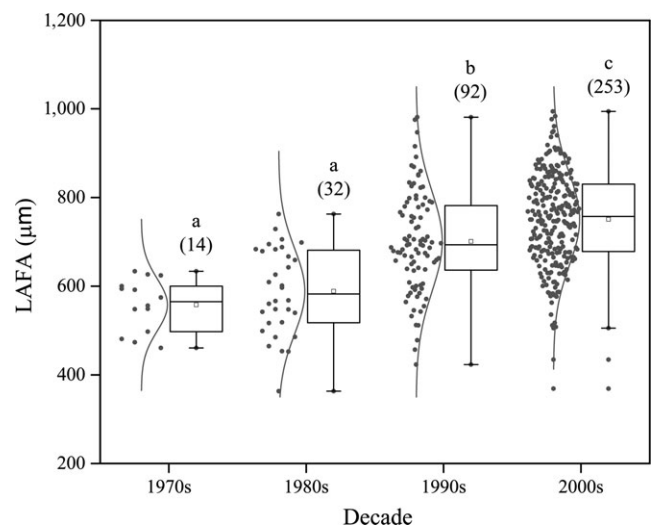 1,200
1,000
800
600
400
200
LAFA (μm)
a
(14)
a
(32)
b
(92)
c
(253)
1970s
1980s
1990s
2000s
Decade